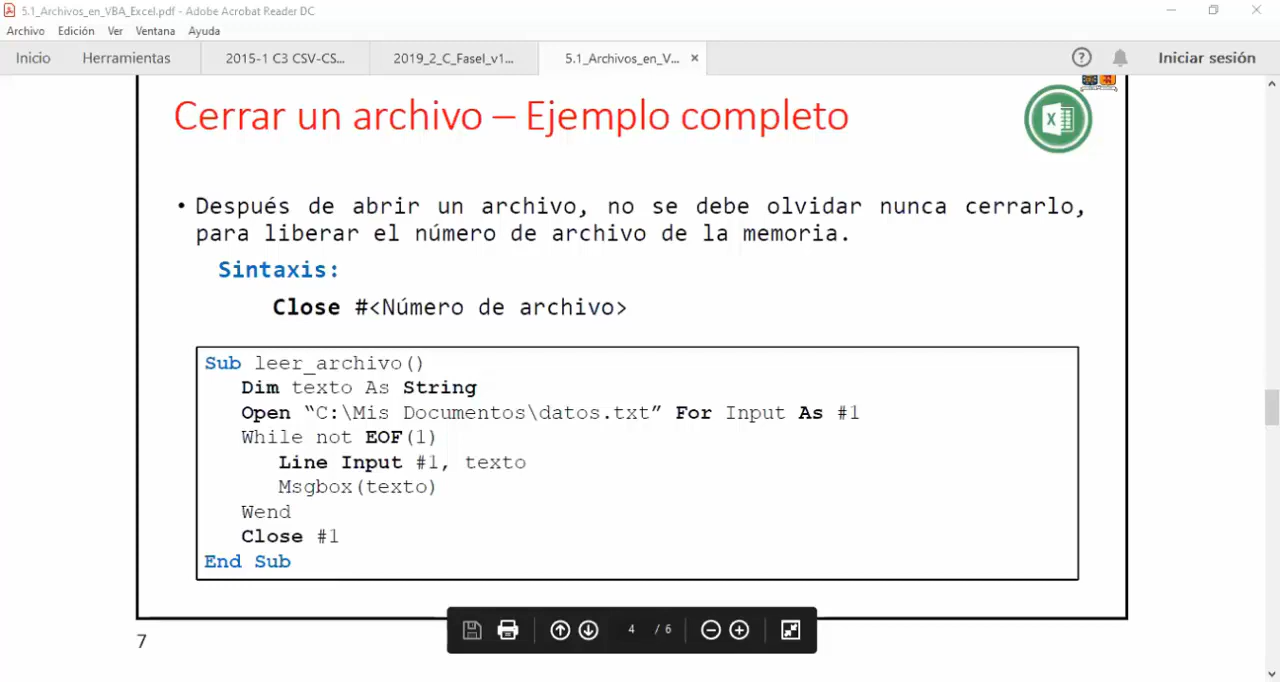 5.1_Archivos_en_VBA_Excel.pdf - Adobe Acrobat Reader DC
Archivo Edición Ver Ventana Ayuda
Inicio Herramientas 2015-1 C3 CSV-CS... 2019_2_C_Fasel_v1... 5.1_Archivos_en_V... × ? Iniciar sesión
Cerrar un archivo – Ejemplo completo
X
• Después de abrir un archivo, no se debe olvidar nunca cerrarlo,
para liberar el número de archivo de la memoria.
Sintaxis:
Close #<Número de archivo>
Sub leer_archivo()
Dim texto As String
Open “C:\Mis Documentos\datos.txt” For Input As #1
While not EOF(1)
Line Input #1, texto
Msgbox(texto)
Wend
Close #1
End Sub
4 / 6
7